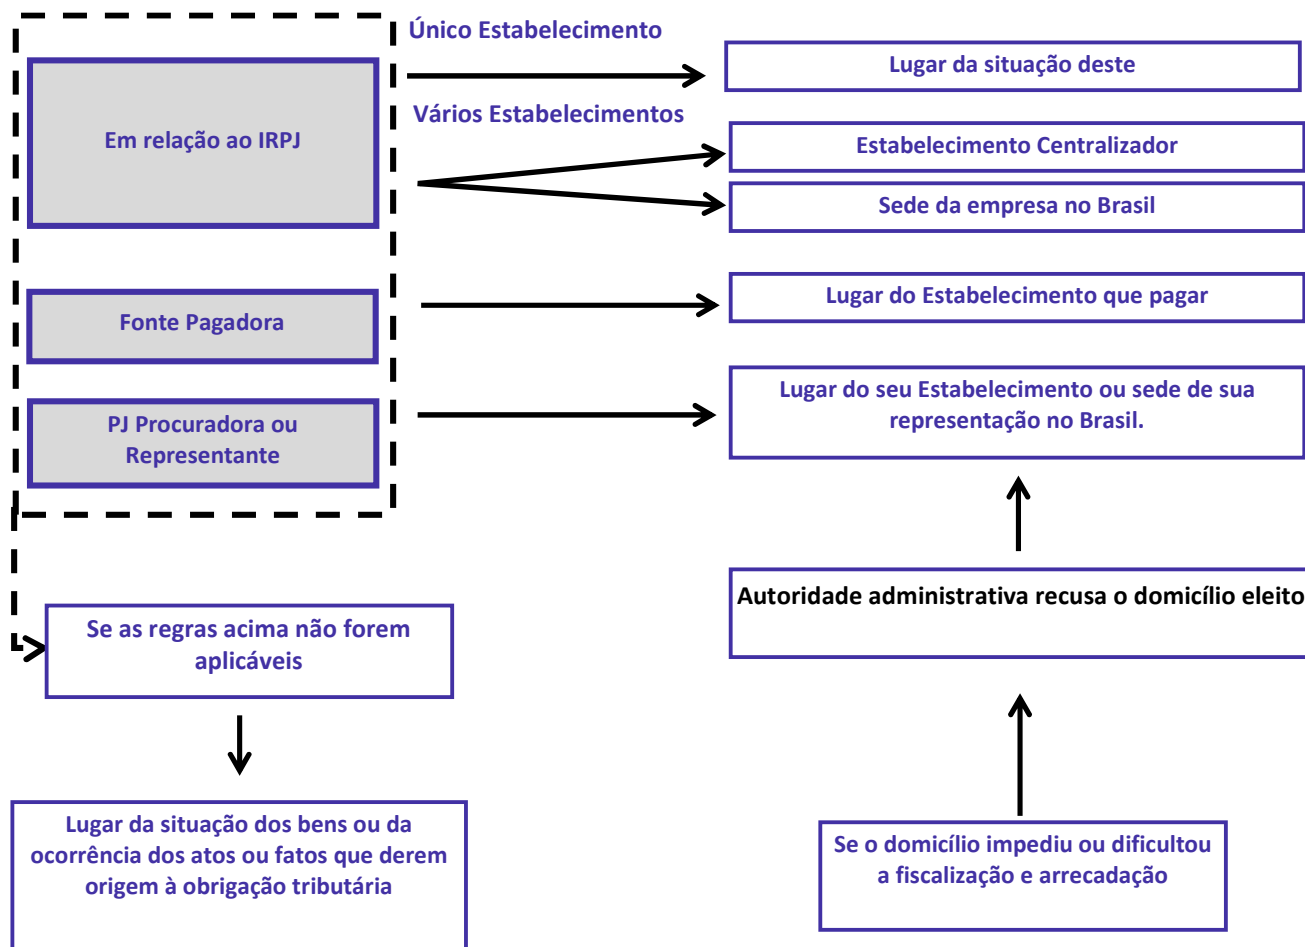 Único Estabelecimento
Lugar da situação deste
Em relação ao IRPJ
Vários Estabelecimentos
Estabelecimento Centralizador
Sede da empresa no Brasil
Fonte Pagadora
Lugar do Estabelecimento que pagar
PJ Procuradora ou
Representante
Lugar do seu Estabelecimento ou sede de sua
representação no Brasil.
Autoridade administrativa recusa o domicílio eleito
Se as regras acima não forem
aplicáveis
Lugar da situação dos bens ou da
ocorrência dos atos ou fatos que derem
origem à obrigação tributária
Se o domicílio impediu ou dificultou
a fiscalização e arrecadação